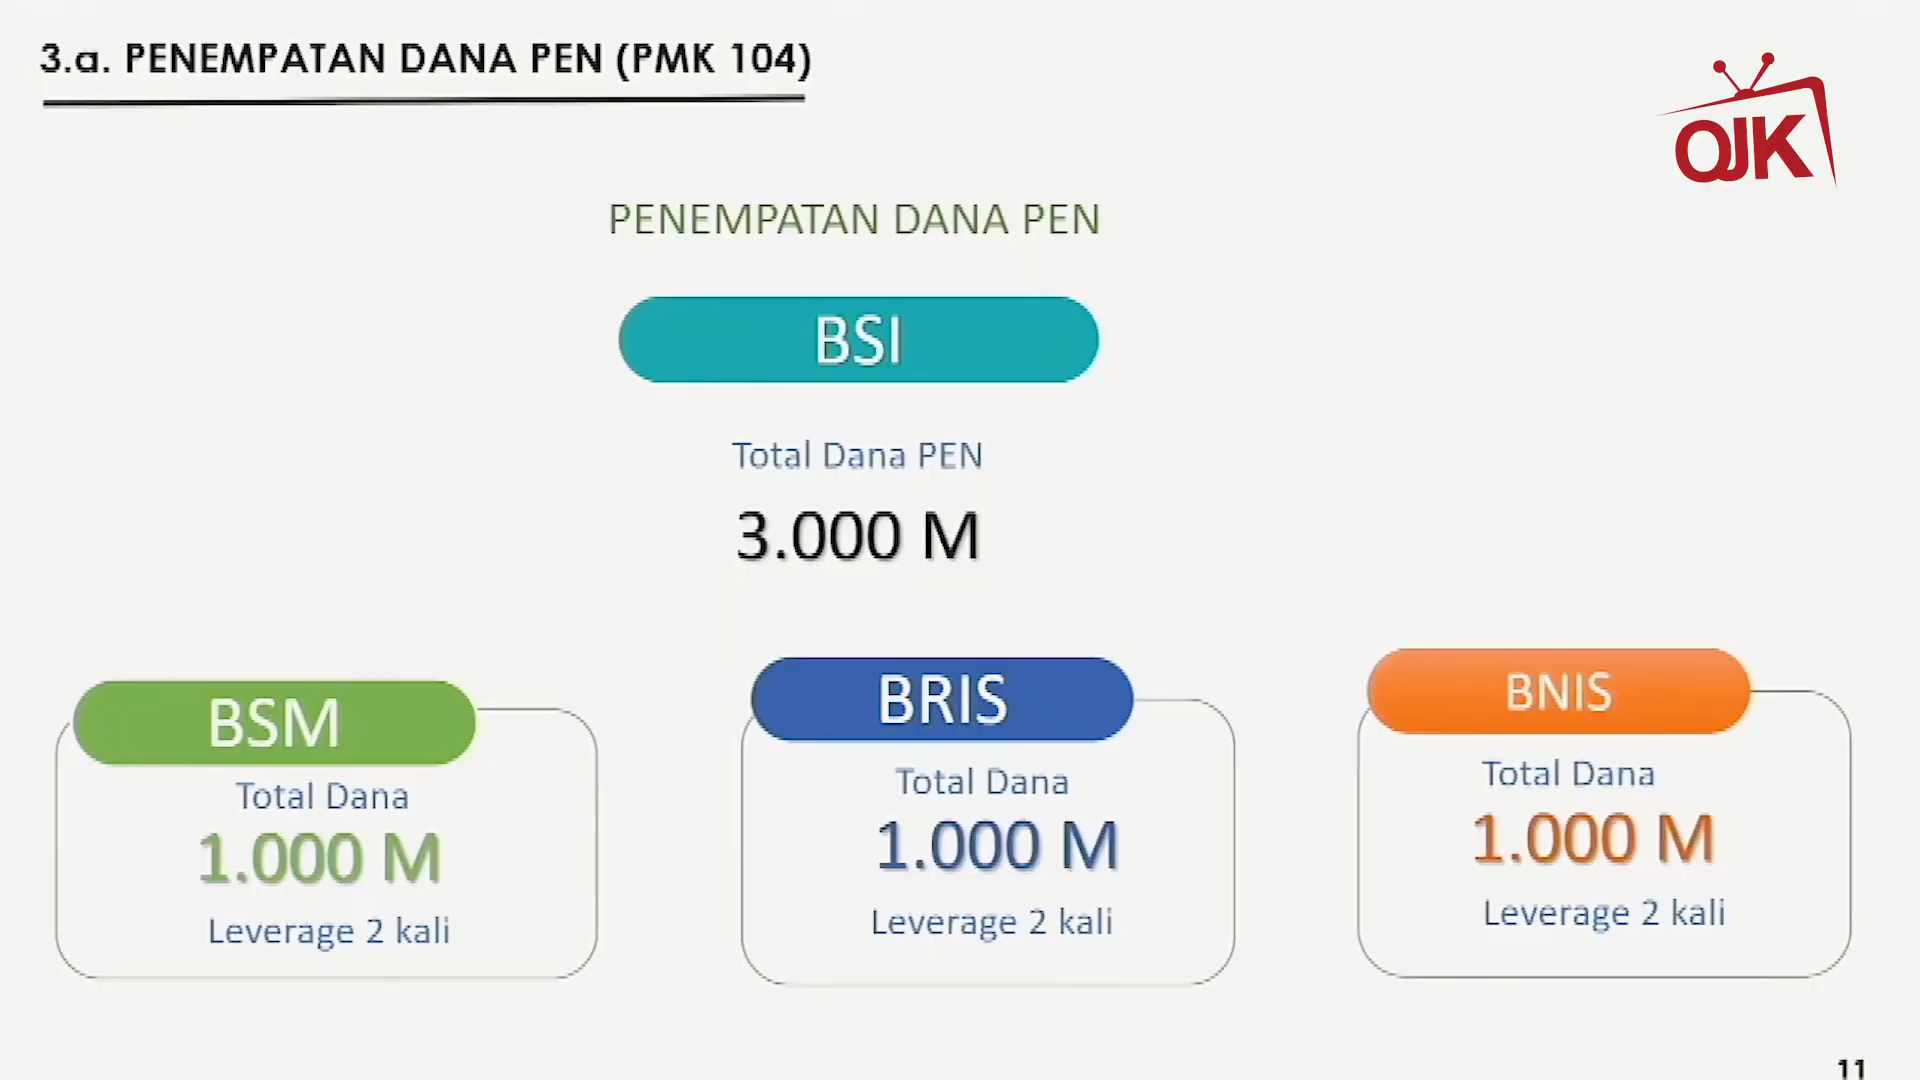 3.a. PENEMPATAN DANA PEN (PMK 104)
OJK
PENEMPATAN DANA PEN
BSI
Total Dana PEN
3.000 M
BSM
Total Dana
1.000 M
Leverage 2 kali
BRIS
Total Dana
1.000 M
Leverage 2 kali
BNIS
Total Dana
1.000 M
Leverage 2 kali
11